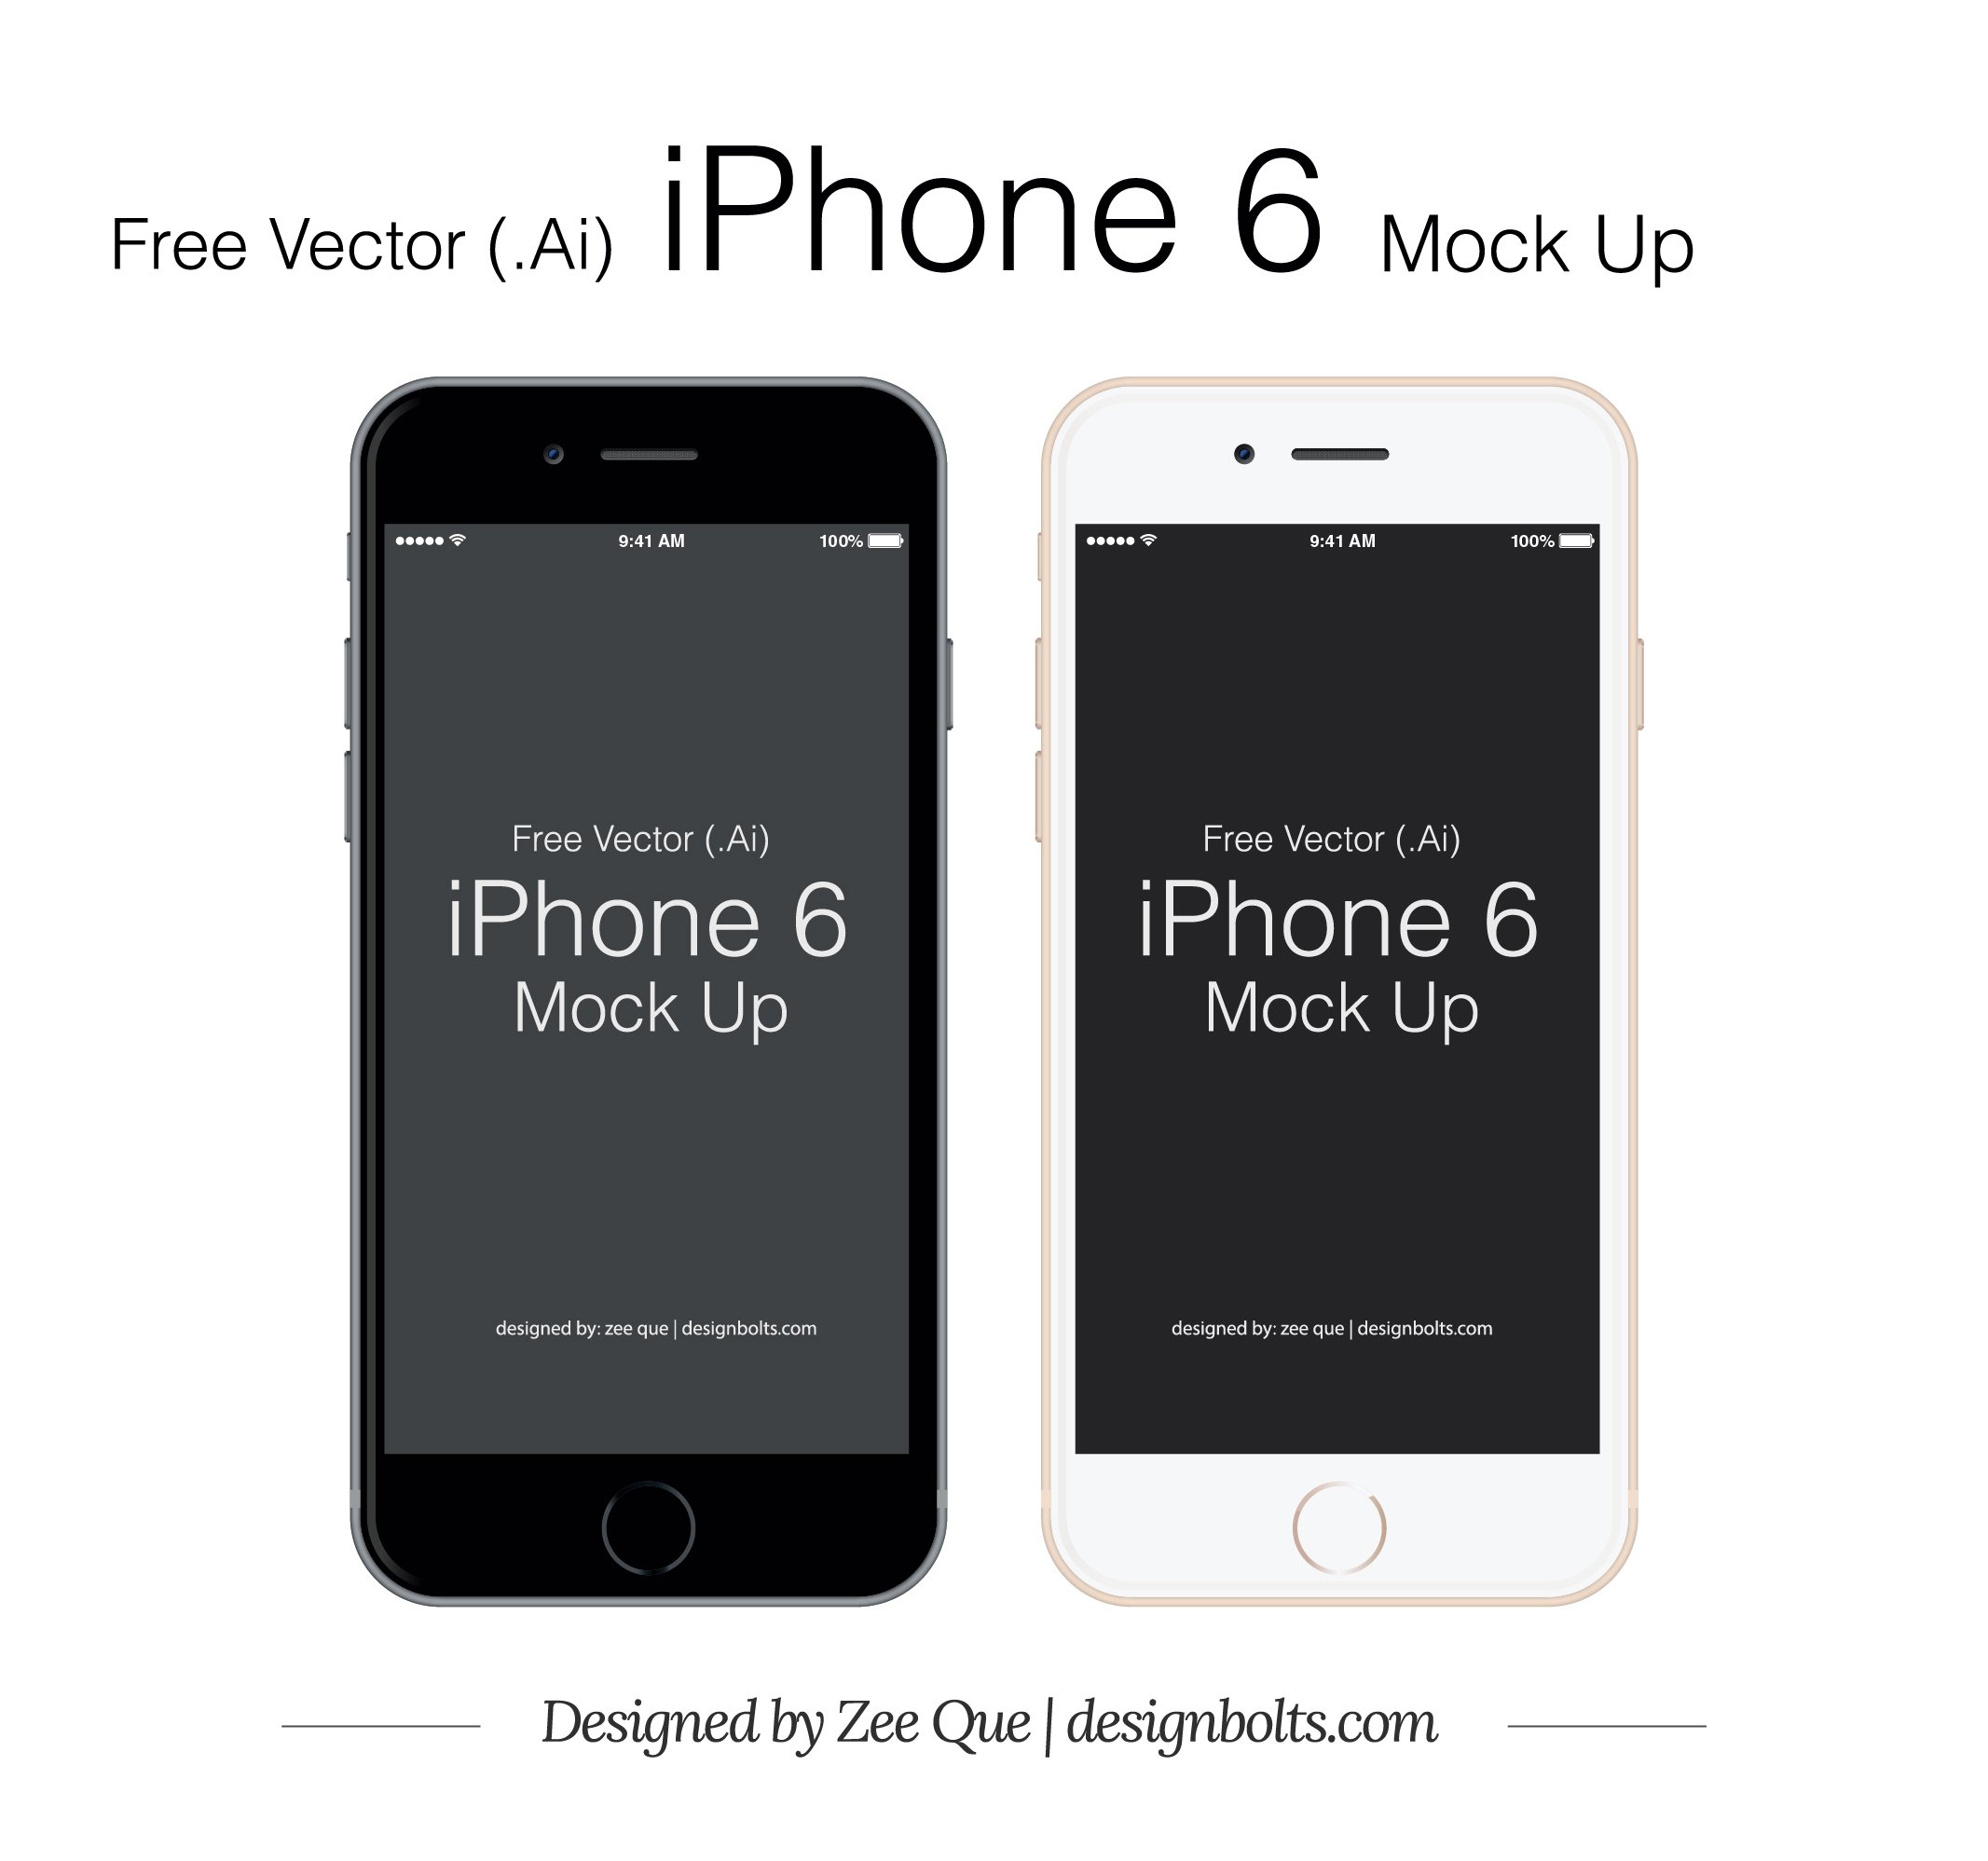 Free Vector (.Ai) iPhone 6 Mock Up
9:41 AM 100%
Free Vector (.Ai)
iPhone 6
Mock Up
designed by: zee que | designbolts.com
9:41 AM 100%
Free Vector (.Ai)
iPhone 6
Mock Up
designed by: zee que | designbolts.com
Designed by Zee Que | designbolts.com